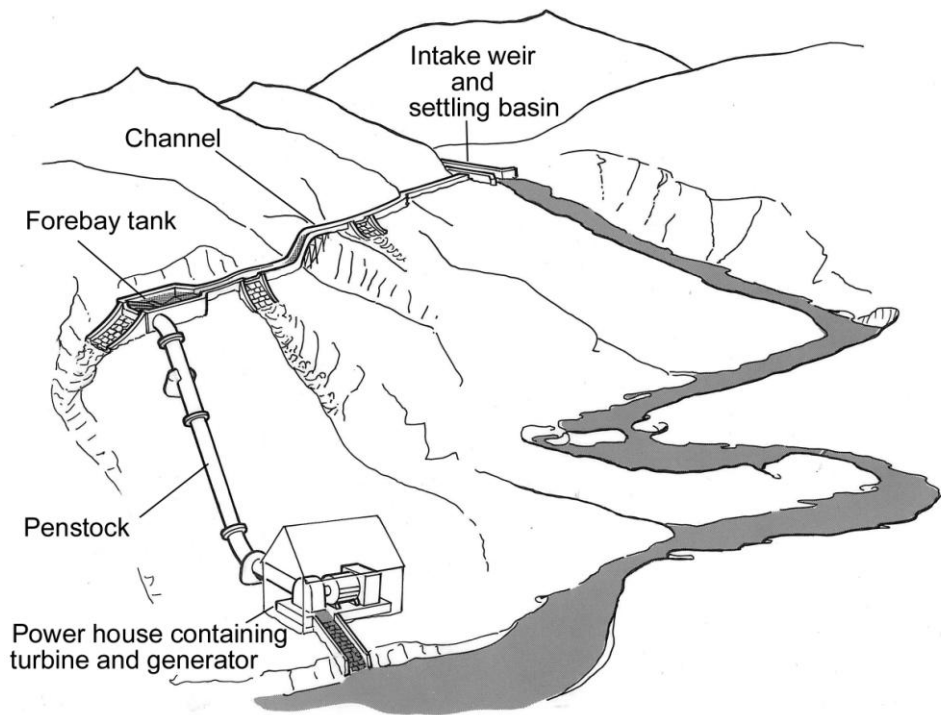 Intake weir
and
settling basin
Channel
Forebay tank
Penstock
Power house containing
turbine and generator